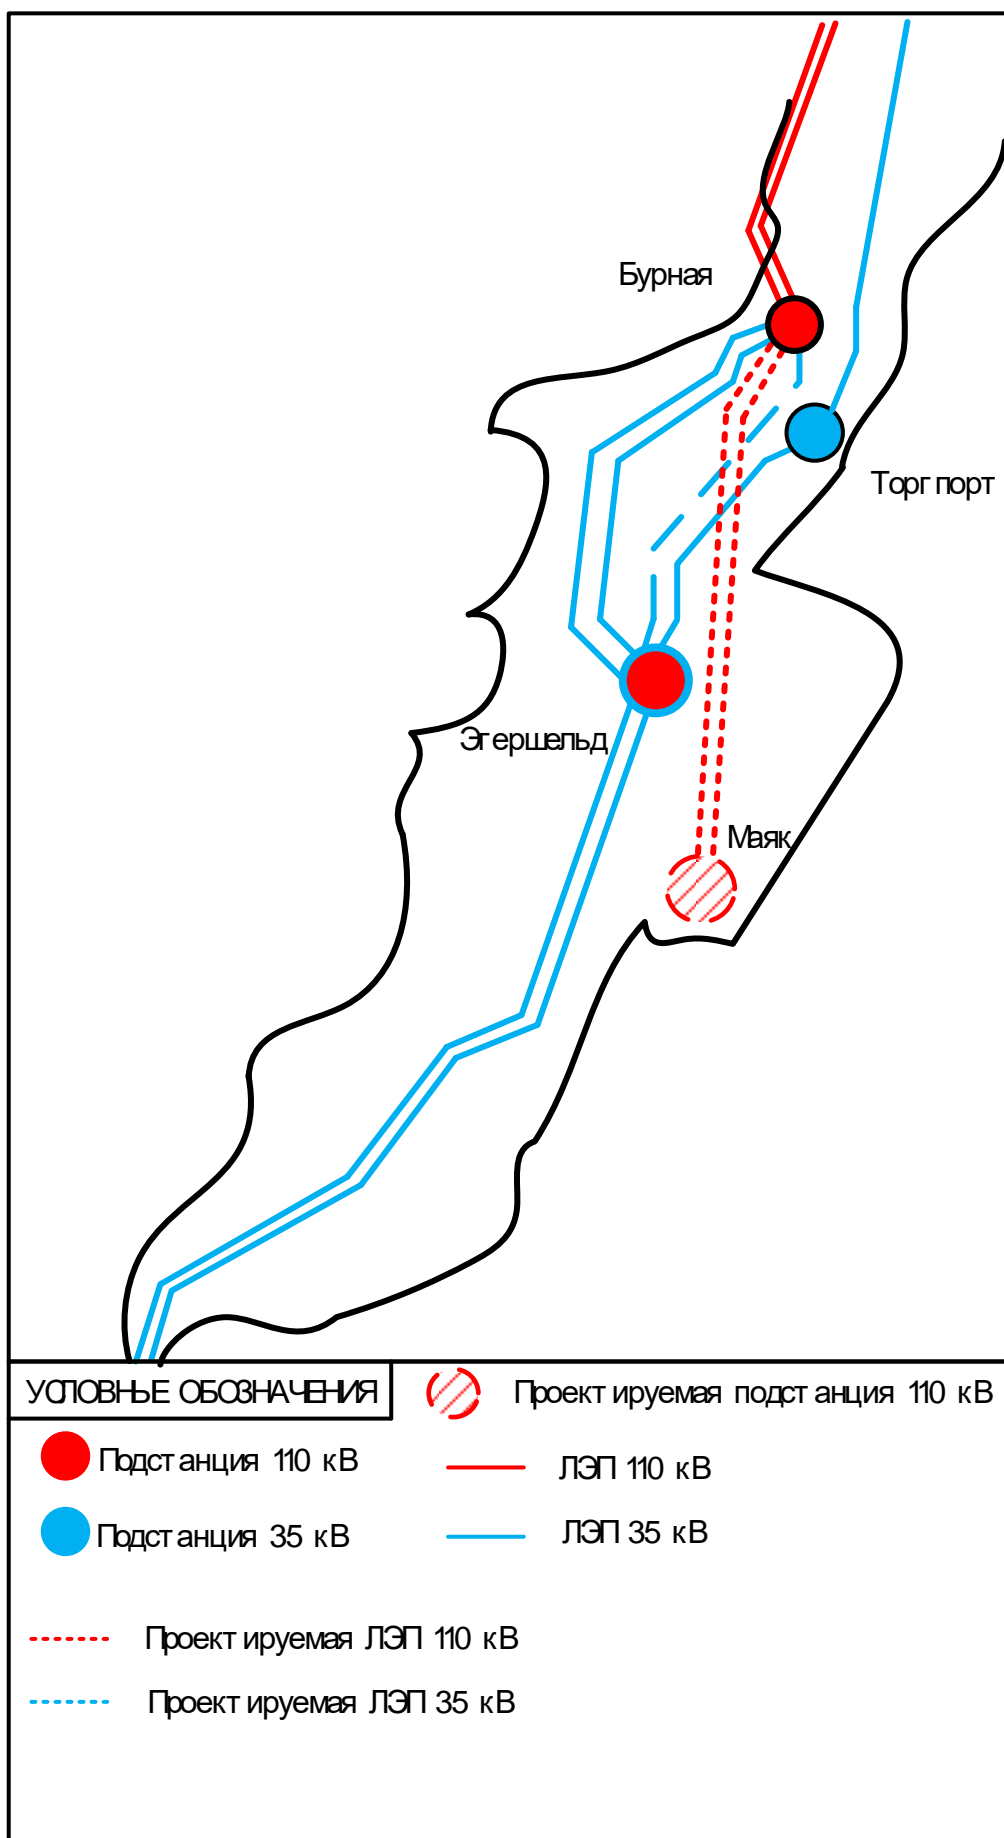 Бурная
Торг порт
Эгершельд
Маяк
УСЛОВНЫЕ ОБОЗНАЧЕНИЯ
Проектируемая подстанция 110 кВ
Подстанция 110 кВ
ЛЭП 110 кВ
Подстанция 35 кВ
ЛЭП 35 кВ
Проектируемая ЛЭП 110 кВ
Проектируемая ЛЭП 35 кВ